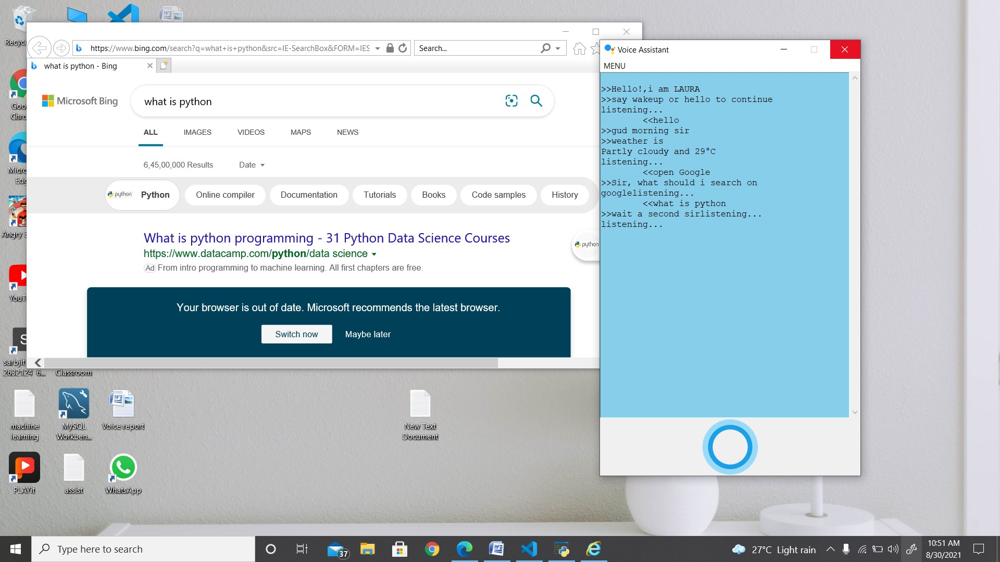 Recycl
Goo
Chro
Micro
Edg
Angry B
YouT
S
sarbjit
2632124_6...
Classroom
machine
learning
MySQL
Workben...
Voice report
New Text
Document
PLAYit
assist
WhatsApp
https://www.bing.com/search?q=what+is+python&src=IE-SearchBox&FORM=IES
Search...
what is python - Bing
Microsoft Bing
what is python
ALL IMAGES VIDEOS MAPS NEWS
6,45,00,000 Results Date
python Python Online compiler Documentation Tutorials Books Code samples History
What is python programming - 31 Python Data Science Courses
https://www.datacamp.com/python/data science
Ad From intro programming to machine learning. All first chapters are free.
python
Your browser is out of date. Microsoft recommends the latest browser.
Switch now Maybe later
Voice Assistant
MENU
>>Hello!,i am LAURA
>>say wakeup or hello to continue
listening...
<<hello
>>gud morning sir
>>weather is
Partly cloudy and 29°C
listening...
<<open Google
>>Sir, what should i search on
googlelistening...
<<what is python
>>wait a second sirlistening...
listening...
Type here to search
37
27°C Light rain
10:51 AM
8/30/2021